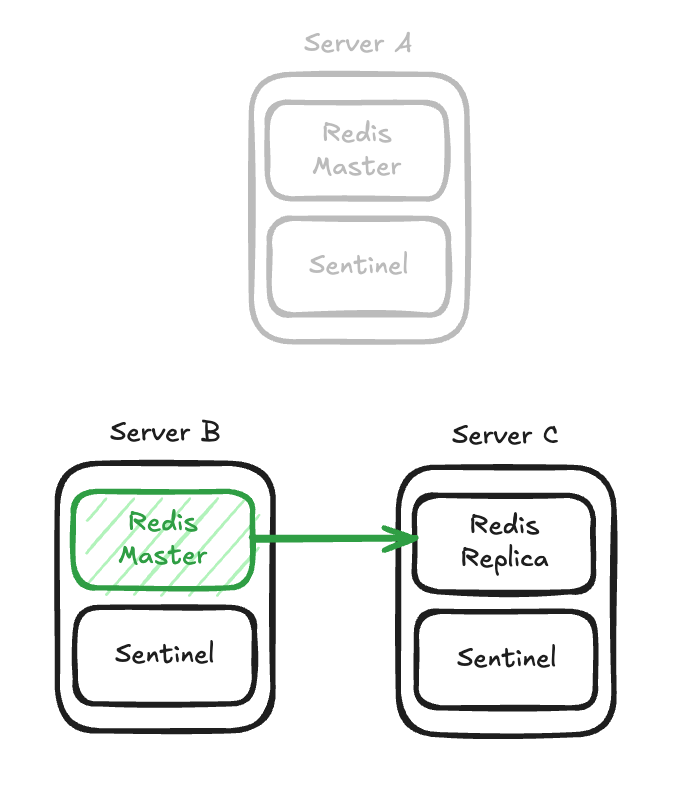 Server A
Redis
Master
Sentinel
Server B
Redis
Master
Sentinel
Server C
Redis
Replica
Sentinel